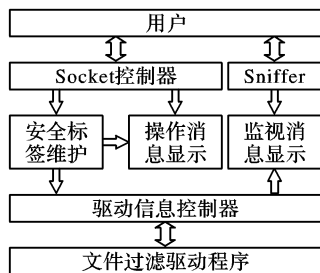 用户
Socket控制器
Sniffer
安全标
签维护
操作消
息显示
监视消
息显示
驱动信息控制器
文件过滤驱动程序